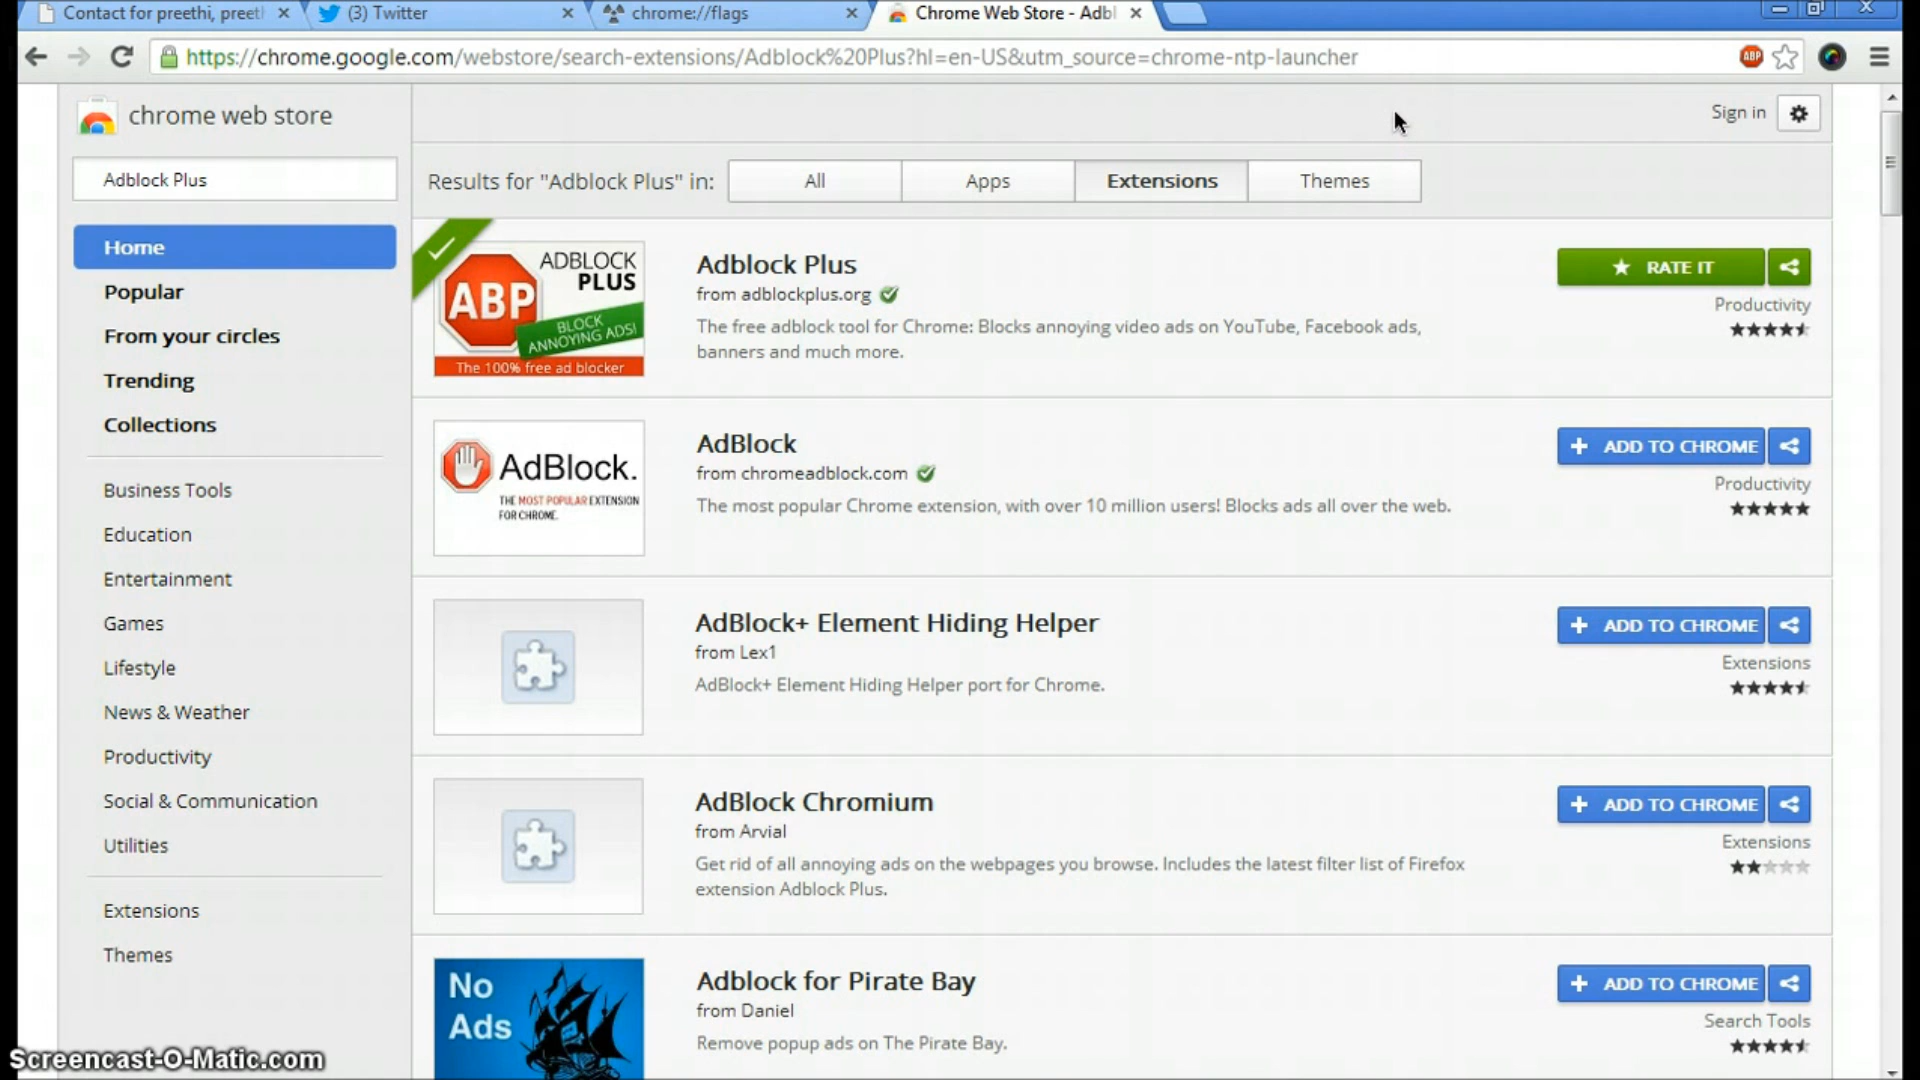 Contact for preethi, preet
(3) Twitter
chrome://flags
Chrome Web Store - Adbl
https://chrome.google.com/webstore/search-extensions/Adblock%20Plus?hl=en-US&utm_source=chrome-ntp-launcher
ABP
chrome web store
Sign in
Adblock Plus
Results for "Adblock Plus" in:
All
Apps
Extensions
Themes
Home
Popular
From your circles
Trending
Collections
Business Tools
Education
Entertainment
Games
Lifestyle
News & Weather
Productivity
Social & Communication
Utilities
Extensions
Themes
ADBLOCK
PLUS
ABP
BLOCK
ANNOYING ADS!
The 100% free ad blocker
Adblock Plus
from adblockplus.org
The free adblock tool for Chrome: Blocks annoying video ads on YouTube, Facebook ads,
banners and much more.
RATE IT
Productivity
AdBlock.
THE MOST POPULAR EXTENSION
FOR CHROME.
AdBlock
from chromeadblock.com
The most popular Chrome extension, with over 10 million users! Blocks ads all over the web.
ADD TO CHROME
Productivity
AdBlock+ Element Hiding Helper
from Lex1
AdBlock+ Element Hiding Helper port for Chrome.
ADD TO CHROME
Extensions
AdBlock Chromium
from Arvial
Get rid of all annoying ads on the webpages you browse. Includes the latest filter list of Firefox
extension Adblock Plus.
ADD TO CHROME
Extensions
No
Ads
Adblock for Pirate Bay
from Daniel
Remove popup ads on The Pirate Bay.
ADD TO CHROME
Search Tools
Screencast-O-Matic.com